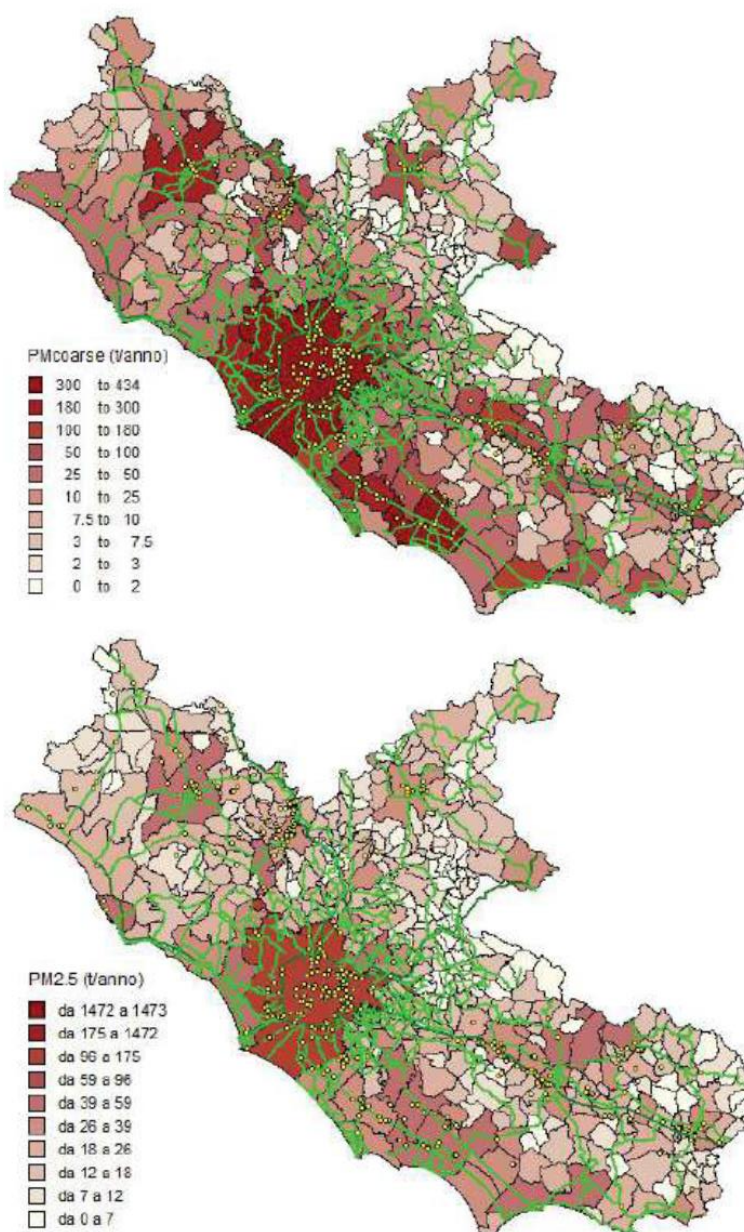 PMcoarse (t/anno)
300 to 434
180 to 300
100 to 180
50 to 100
25 to 50
10 to 25
7.5 to 10
3 to 7.5
2 to 3
0 to 2
PM2.5 (t/anno)
da 1472 a 1473
da 175 a 1472
da 96 a 175
da 59 a 96
da 39 a 59
da 26 a 39
da 18 a 26
da 12 a 18
da 7 a 12
da 0 a 7